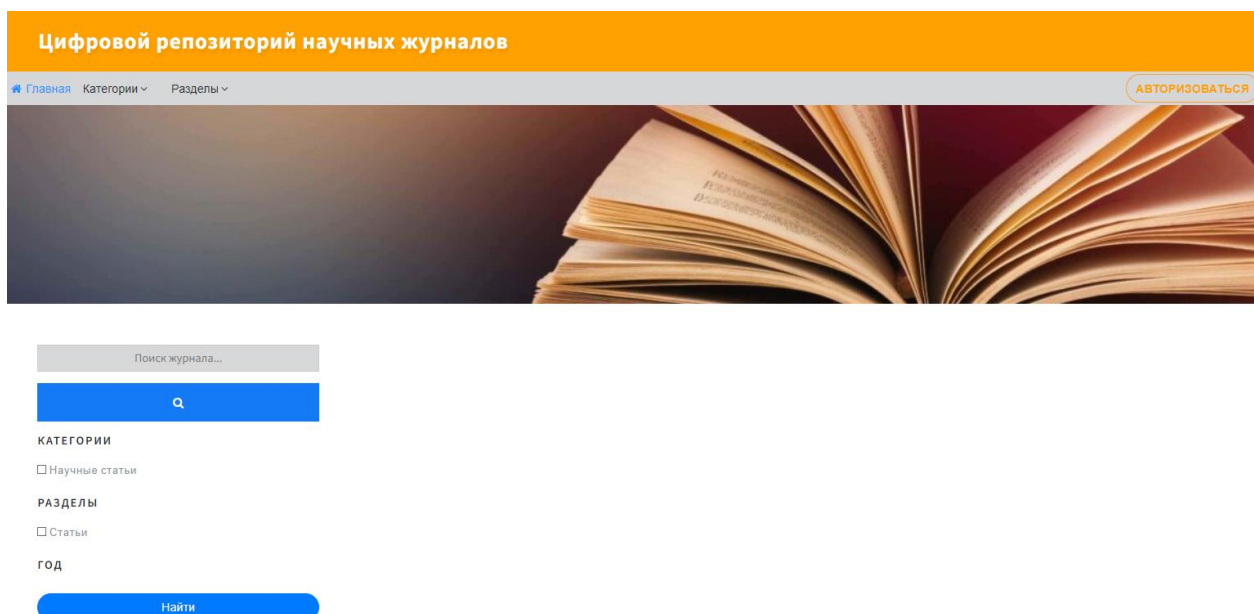 Цифровой репозиторий научных журналов
Главная Категории Разделы АВТОРИЗОВАТЬСЯ
Поиск журнала...
КАТЕГОРИИ
Научные статьи
РАЗДЕЛЫ
Статьи
ГОД
Найти